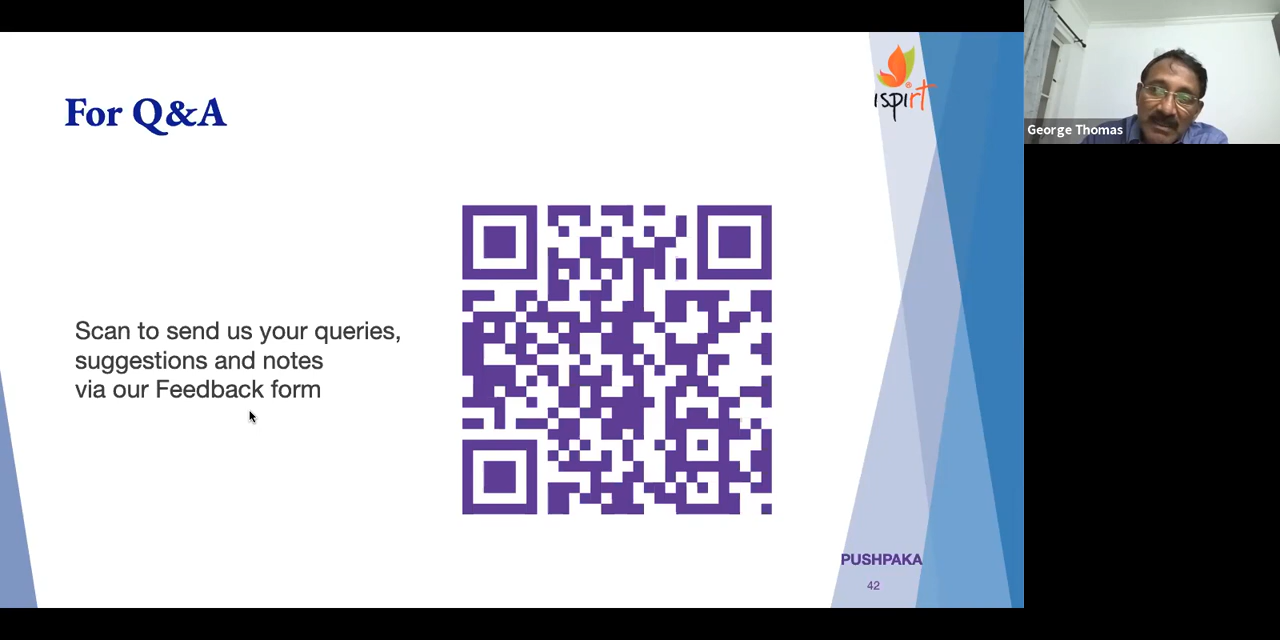 For Q&A
ispirt
George Thomas
Scan to send us your queries,
suggestions and notes
via our Feedback form
PUSHPAKA
42